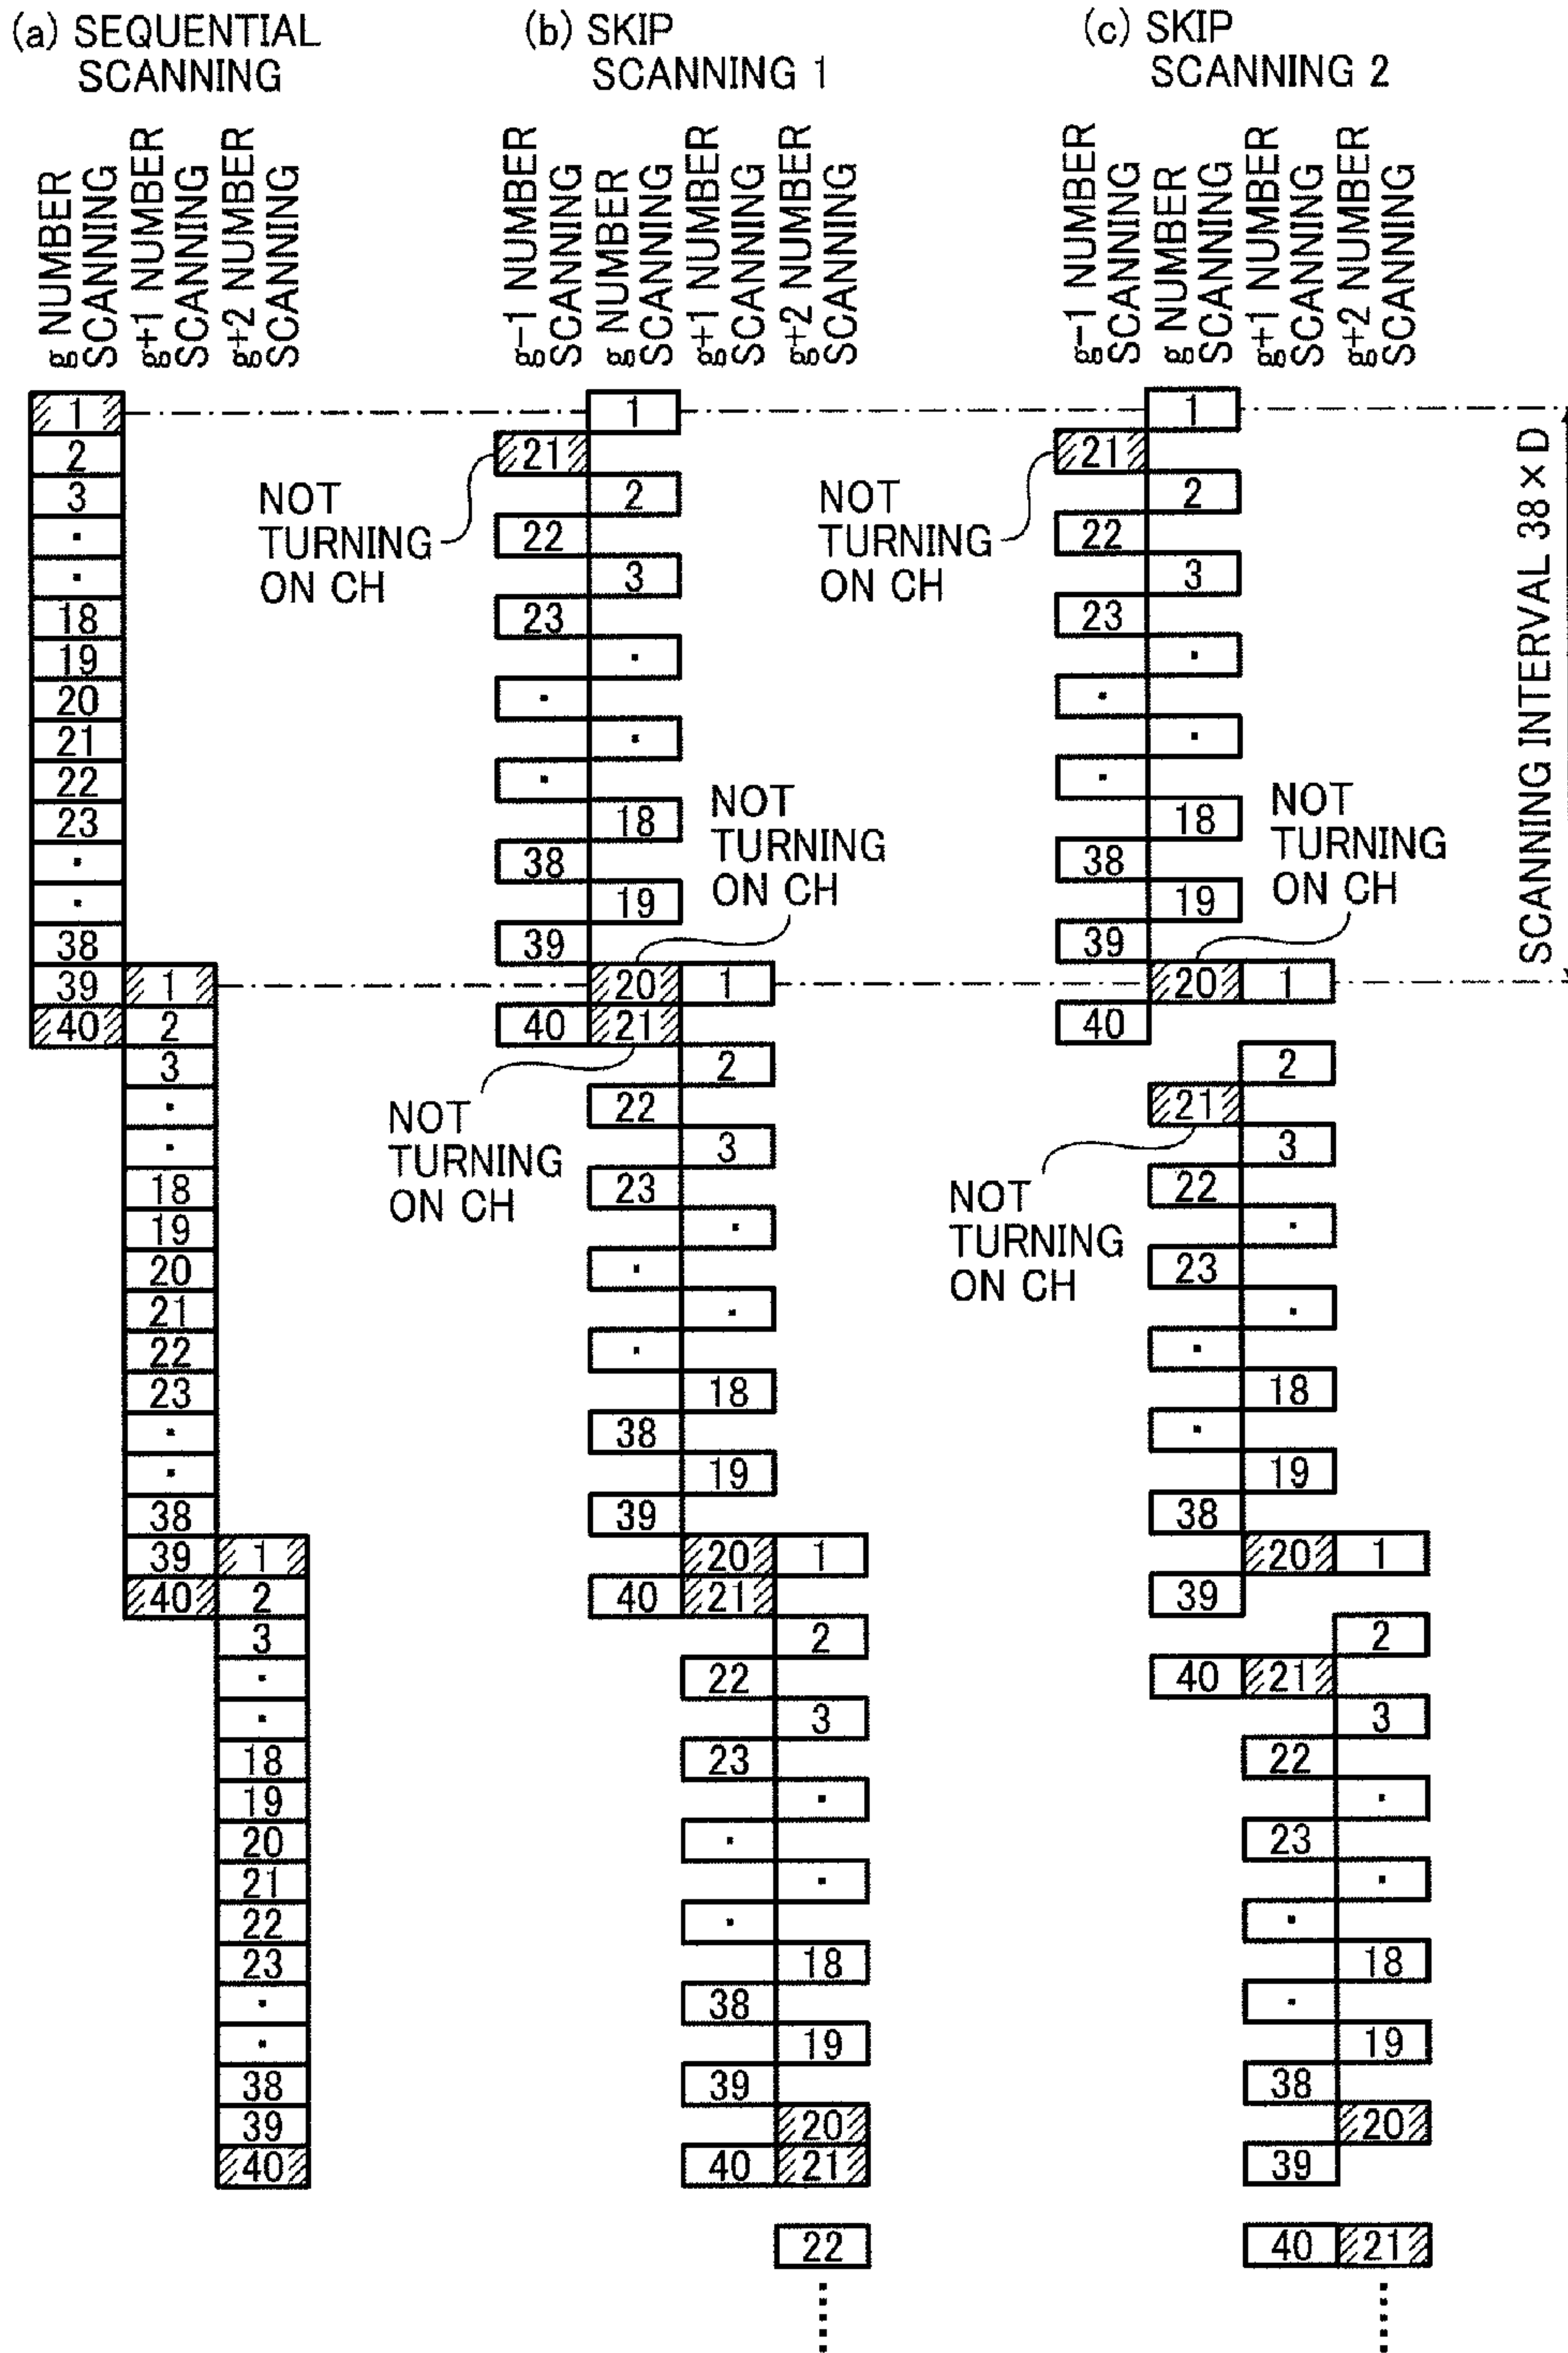 (a) SEQUENTIAL
SCANNING
g NUMBER
SCANNING
g+1 NUMBER
SCANNING
g+2 NUMBER
SCANNING
1
2
3
·
·
18
19
20
21
22
23
·
·
38
39 1
40 2
3
·
·
18
19
20
21
22
23
·
·
38
39 1
40 2
3
·
·
18
19
20
21
22
23
·
·
38
39
40
(b) SKIP
SCANNING 1
g-1 NUMBER
SCANNING
g NUMBER
SCANNING
g+1 NUMBER
SCANNING
g+2 NUMBER
SCANNING
1
21
NOT
TURNING
ON CH
2
22
3
23
·
·
·
·
18
38
19
39
NOT
TURNING
ON CH
20 1
40 21
NOT
TURNING
ON CH
2
22
3
23
·
·
·
·
18
38
19
39
20 1
40 21
2
22
3
23
·
·
·
·
18
38
19
39
20
40 21
22
(c) SKIP
SCANNING 2
g-1 NUMBER
SCANNING
g NUMBER
SCANNING
g+1 NUMBER
SCANNING
g+2 NUMBER
SCANNING
1
21
NOT
TURNING
ON CH
2
22
3
23
·
·
·
·
18
38
19
39
NOT
TURNING
ON CH
20 1
40
2
21
NOT
TURNING
ON CH
3
22
·
23
·
·
18
·
19
38
20 1
39
2
40 21
3
22
·
23
·
·
18
·
19
38
20
39
40 21
SCANNING INTERVAL 38×D